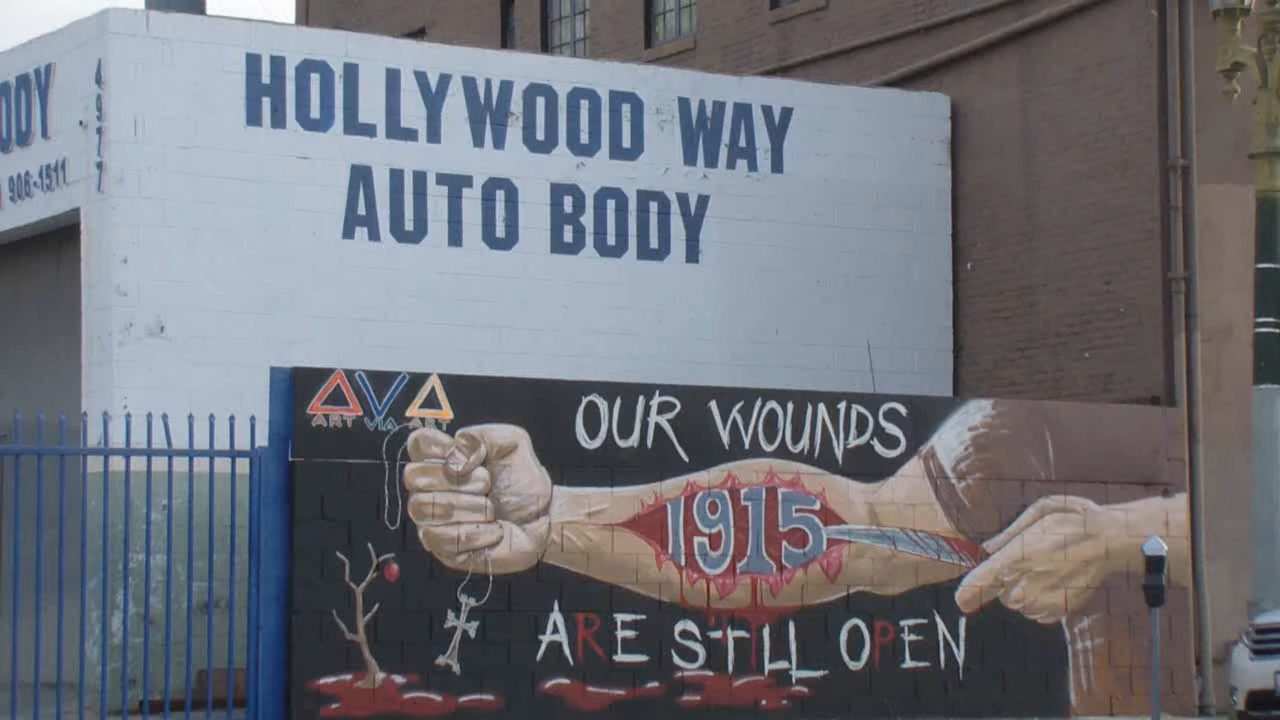 HOLLYWOOD WAY
AUTO BODY
ODY
906-1511
4977
ART VIA ART
OUR WOUNDS
1915
ARE STILL OPEN